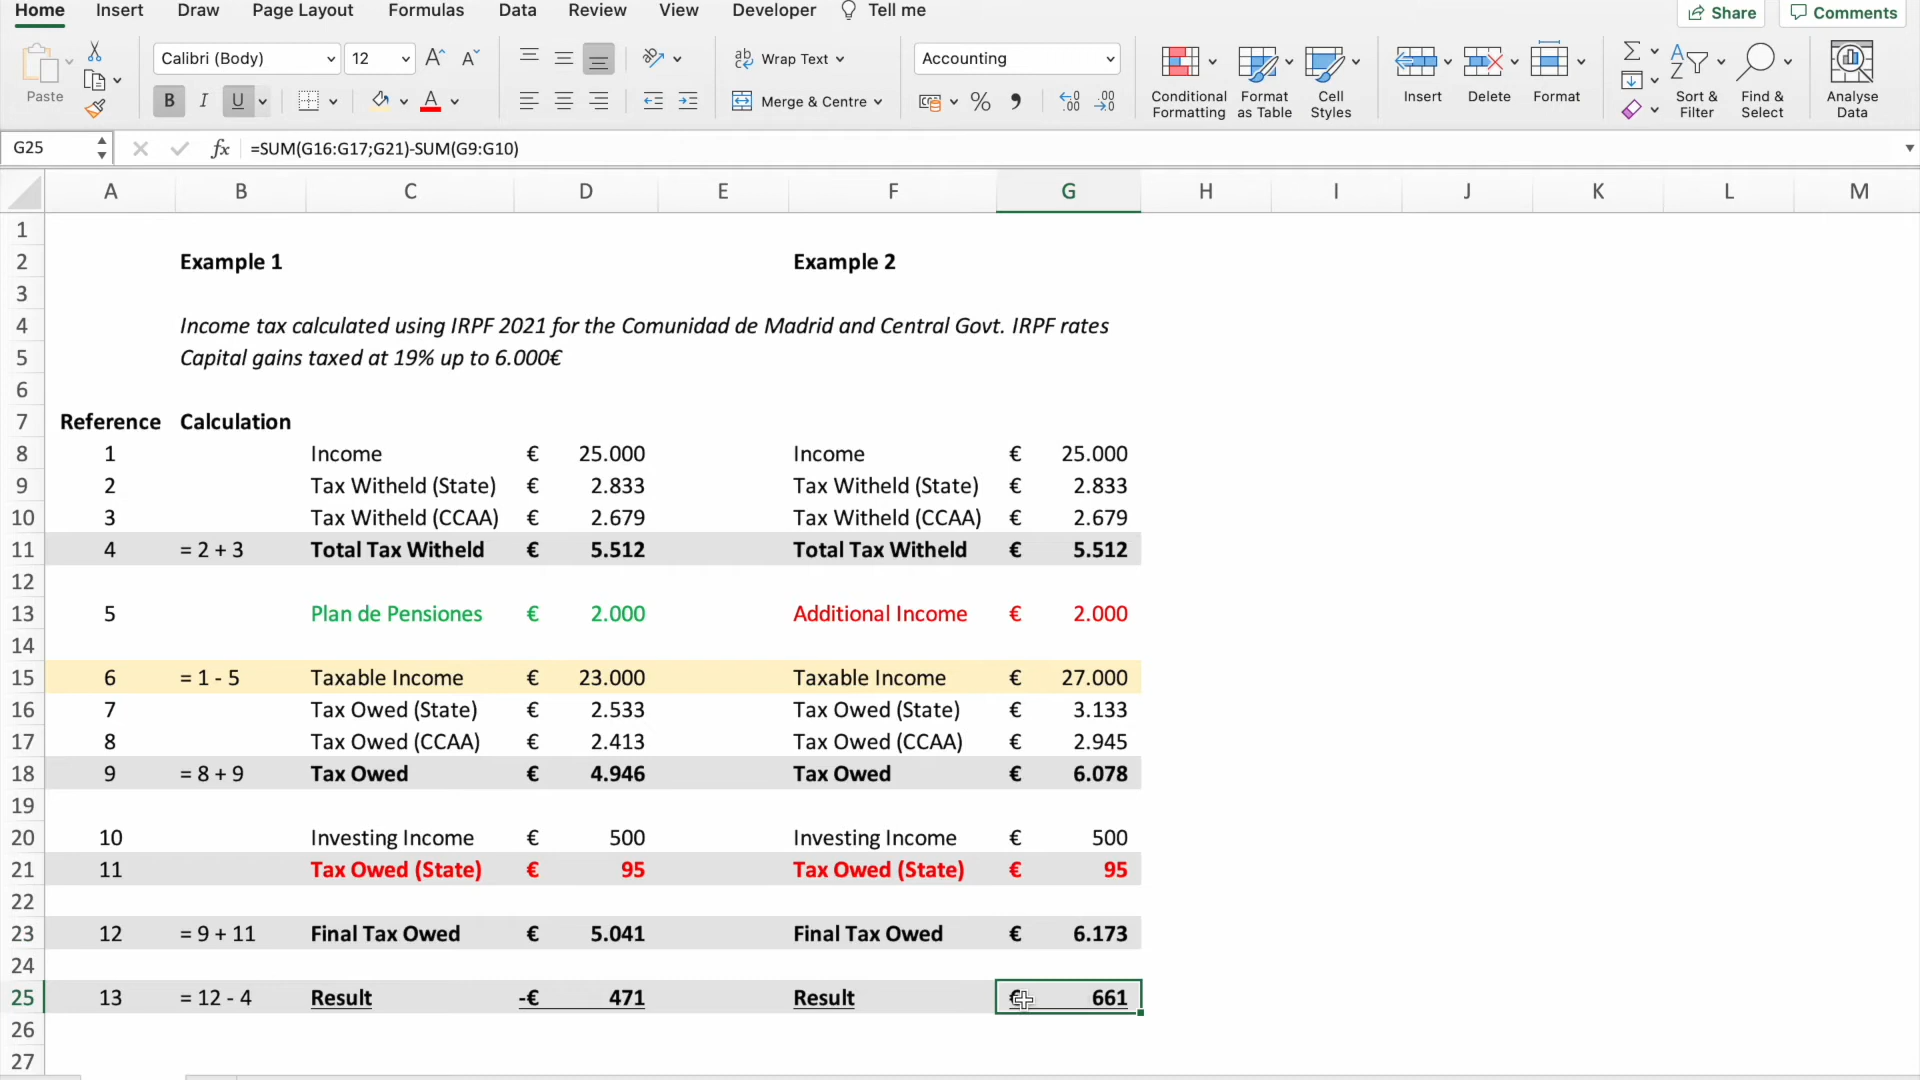 Home Insert Draw Page Layout Formulas Data Review View Developer Tell me Share Comments
Calibri (Body) 12 Wrap Text Accounting
Paste Merge & Centre Conditional Formatting Format as Table Cell Styles Insert Delete Format Sort & Filter Find & Select Analyse Data
G25 fx =SUM(G16:G17;G21)-SUM(G9:G10)
A B C D E F G H I J K L M
1
2 Example 1 Example 2
3
4 Income tax calculated using IRPF 2021 for the Comunidad de Madrid and Central Govt. IRPF rates
5 Capital gains taxed at 19% up to 6.000€
6
7 Reference Calculation
8 1 Income € 25.000 Income € 25.000
9 2 Tax Witheld (State) € 2.833 Tax Witheld (State) € 2.833
10 3 Tax Witheld (CCAA) € 2.679 Tax Witheld (CCAA) € 2.679
11 4 = 2 + 3 Total Tax Witheld € 5.512 Total Tax Witheld € 5.512
12
13 5 Plan de Pensiones € 2.000 Additional Income € 2.000
14
15 6 = 1 - 5 Taxable Income € 23.000 Taxable Income € 27.000
16 7 Tax Owed (State) € 2.533 Tax Owed (State) € 3.133
17 8 Tax Owed (CCAA) € 2.413 Tax Owed (CCAA) € 2.945
18 9 = 8 + 9 Tax Owed € 4.946 Tax Owed € 6.078
19
20 10 Investing Income € 500 Investing Income € 500
21 11 Tax Owed (State) € 95 Tax Owed (State) € 95
22
23 12 = 9 + 11 Final Tax Owed € 5.041 Final Tax Owed € 6.173
24
25 13 = 12 - 4 Result -€ 471 Result € 661
26
27